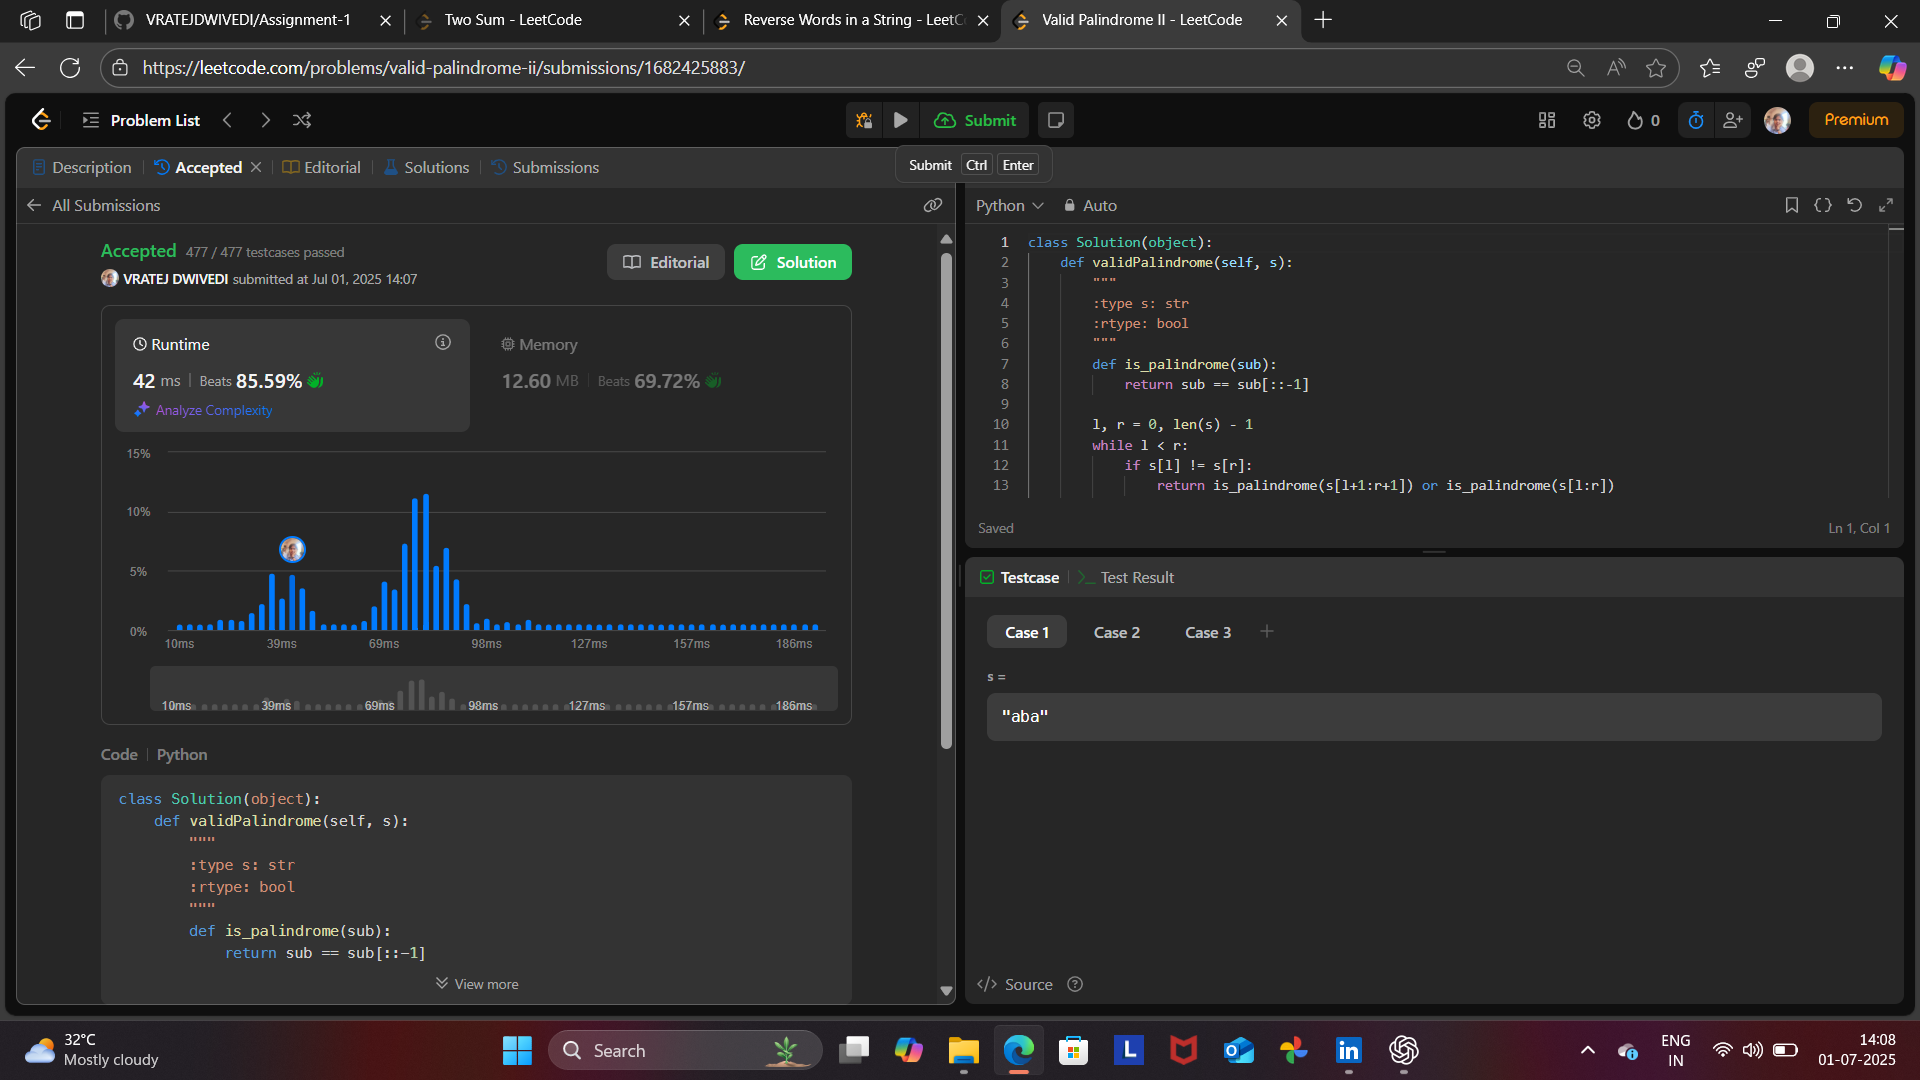 VRATEJDWIVEDI/Assignment-1
Two Sum - LeetCode
Reverse Words in a String - LeetC
Valid Palindrome II - LeetCode
https://leetcode.com/problems/valid-palindrome-ii/submissions/1682425883/
Problem List
Submit
0
Premium
Description
Accepted
Editorial
Solutions
Submissions
Submit Ctrl Enter
All Submissions
Accepted 477 / 477 testcases passed
VRATEJ DWIVEDI submitted at Jul 01, 2025 14:07
Editorial
Solution
Runtime
42 ms Beats 85.59%
Analyze Complexity
Memory
12.60 MB Beats 69.72%
15%
10%
5%
0%
10ms 39ms 69ms 98ms 127ms 157ms 186ms
10ms 39ms 69ms 98ms 127ms 157ms 186ms
Code Python
class Solution(object):
def validPalindrome(self, s):
"""
:type s: str
:rtype: bool
"""
def is_palindrome(sub):
return sub == sub[::-1]
View more
Python Auto
1 class Solution(object):
2 def validPalindrome(self, s):
3 """
4 :type s: str
5 :rtype: bool
6 """
7 def is_palindrome(sub):
8 return sub == sub[::-1]
9
10 l, r = 0, len(s) - 1
11 while l < r:
12 if s[l] != s[r]:
13 return is_palindrome(s[l+1:r+1]) or is_palindrome(s[l:r])
Saved
Ln 1, Col 1
Testcase
>_ Test Result
Case 1 Case 2 Case 3 +
s =
"aba"
</> Source
32°C
Mostly cloudy
Search
L
in
ENG
IN
14:08
01-07-2025